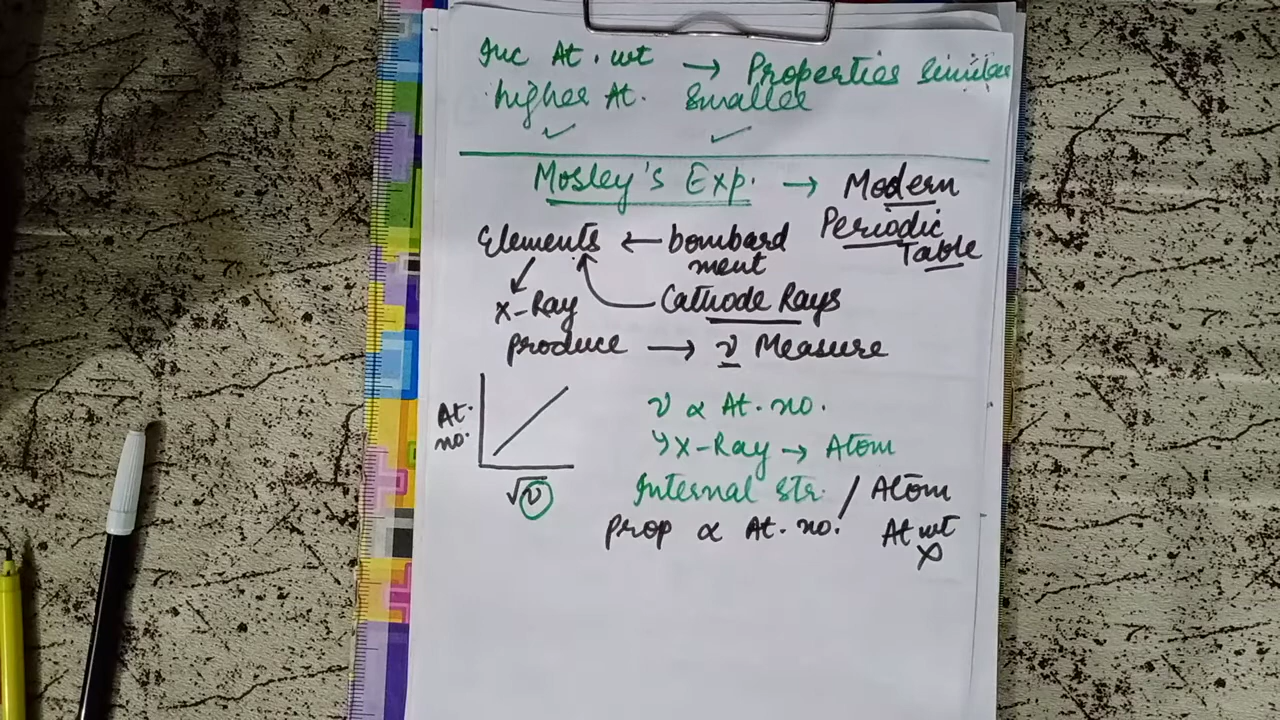 Inc At. wt → Properties similar
higher At. smaller
✓ ✓
Mosley's Exp. → Modern
Periodic
Table
Elements ← bombard
ment
X-Ray
Cathode Rays
produce → ν Measure
At.
no.
√ν
ν ∝ At. no.
↳ X-Ray → Atom
Internal Str. / Atom
prop ∝ At. no. At wt
×